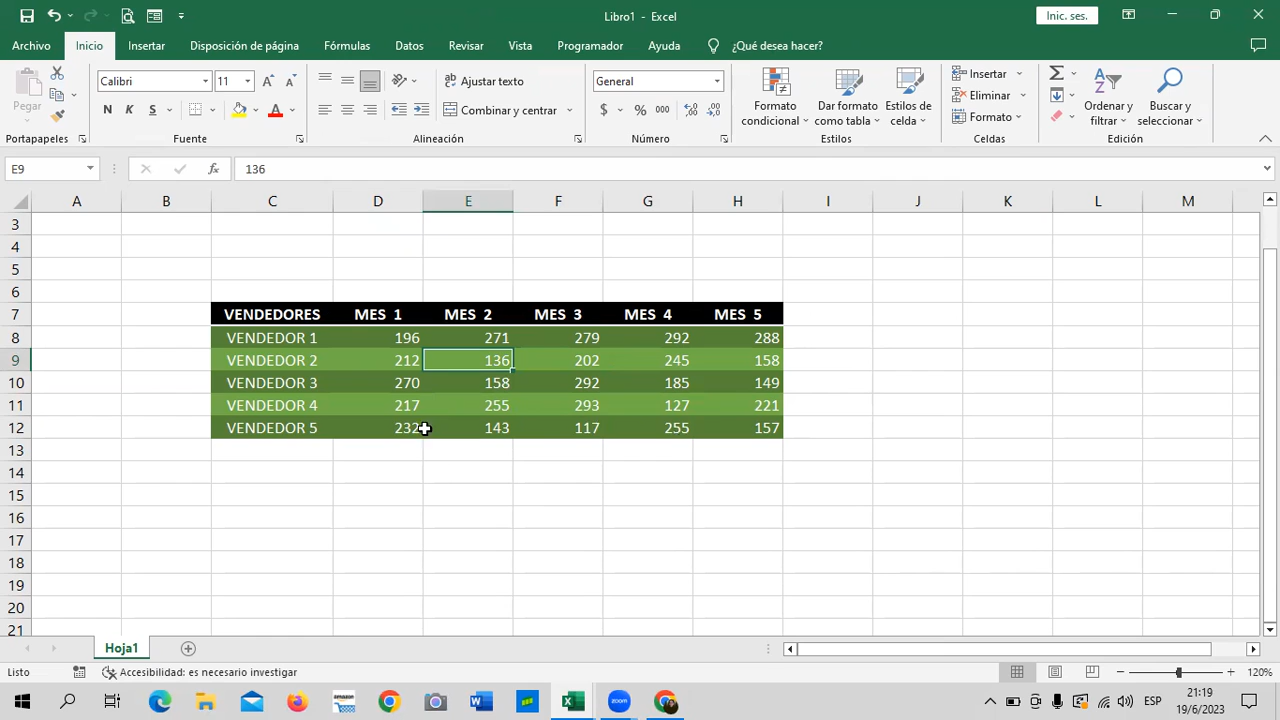 Libro1 - Excel
Inic. ses.
Archivo Inicio Insertar Disposición de página Fórmulas Datos Revisar Vista Programador Ayuda ¿Qué desea hacer?
Pegar
Calibri 11
Ajustar texto
General
Insertar
N K S
Combinar y centrar
$ % 000
Formato condicional
Dar formato como tabla
Estilos de celda
Eliminar
Formato
Ordenar y filtrar
Buscar y seleccionar
Portapapeles Fuente Alineación Número Estilos Celdas Edición
E9 fx 136
A B C D E F G H I J K L M
3
4
5
6
7 VENDEDORES MES 1 MES 2 MES 3 MES 4 MES 5
8 VENDEDOR 1 196 271 279 292 288
9 VENDEDOR 2 212 136 202 245 158
10 VENDEDOR 3 270 158 292 185 149
11 VENDEDOR 4 217 255 293 127 221
12 VENDEDOR 5 232 143 117 255 157
13
14
15
16
17
18
19
20
21
Hoja1
Listo Accesibilidad: es necesario investigar 120%
ESP 21:19
19/6/2023